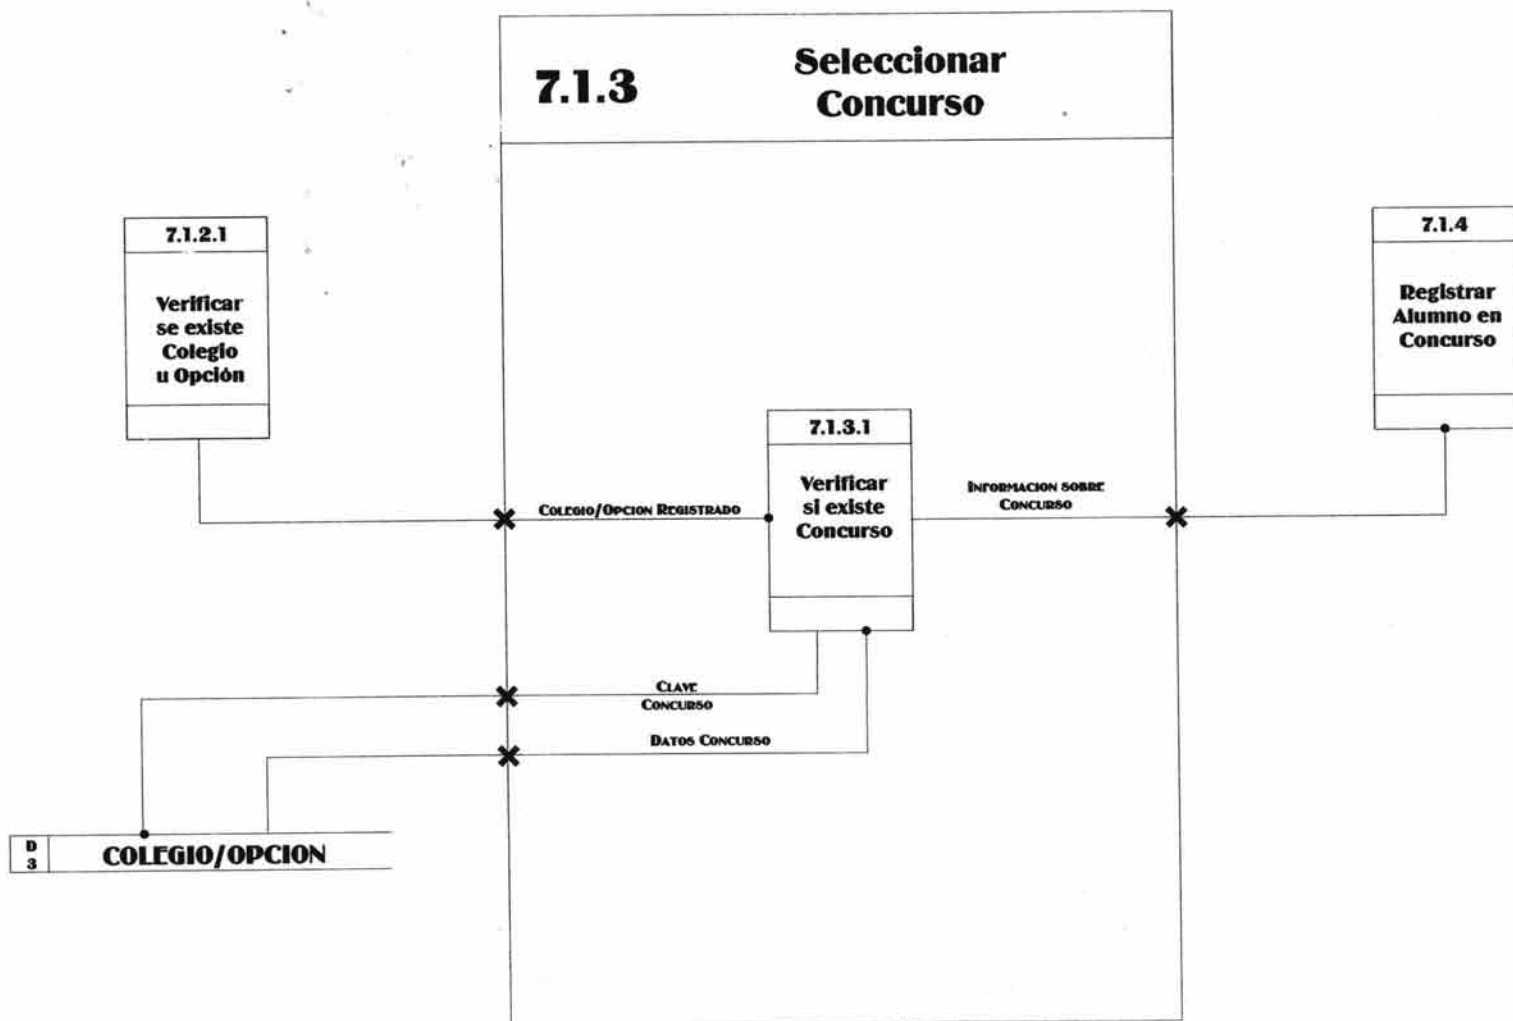 7.1.3
Seleccionar
Concurso
7.1.2.1
Verificar
se existe
Colegio
u Opción
7.1.4
Registrar
Alumno en
Concurso
7.1.3.1
Verificar
si existe
Concurso
COLEGIO/OPCION REGISTRADO
INFORMACION SOBRE
CONCURSO
CLAVE
CONCURSO
DATOS CONCURSO
D
3
COLEGIO/OPCION